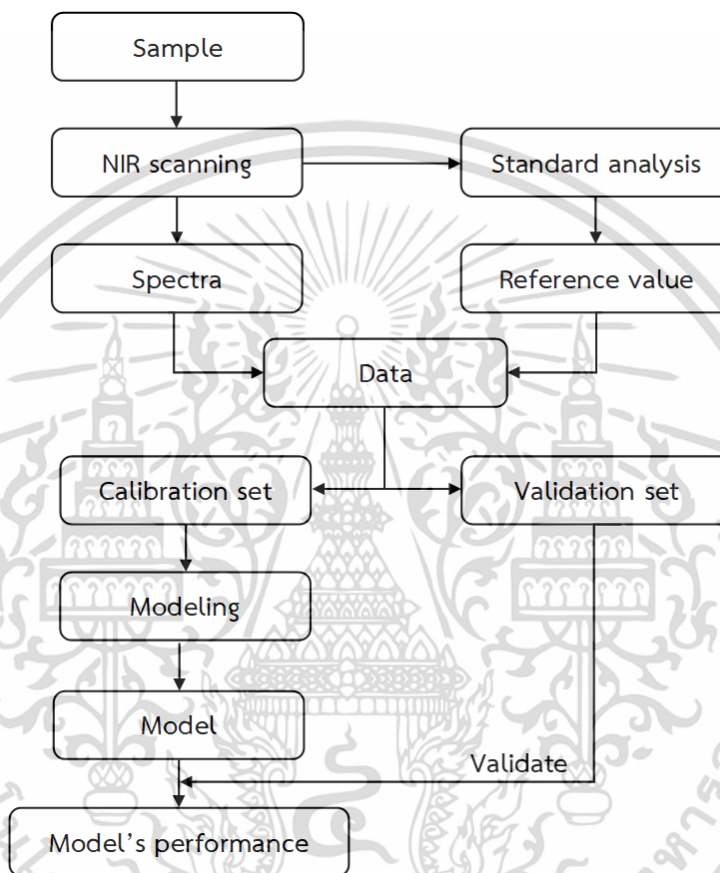 Sample
NIR scanning
Standard analysis
Spectra
Reference value
Data
Calibration set
Validation set
Modeling
Model
Validate
Model’s performance